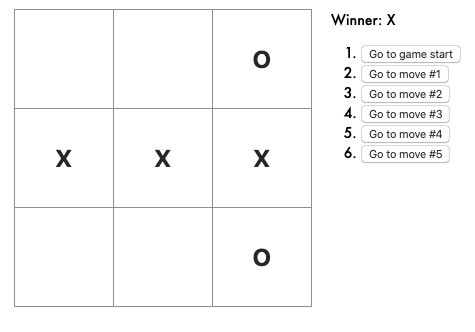 O
X X X
O
Winner: X
1. Go to game start
2. Go to move #1
3. Go to move #2
4. Go to move #3
5. Go to move #4
6. Go to move #5